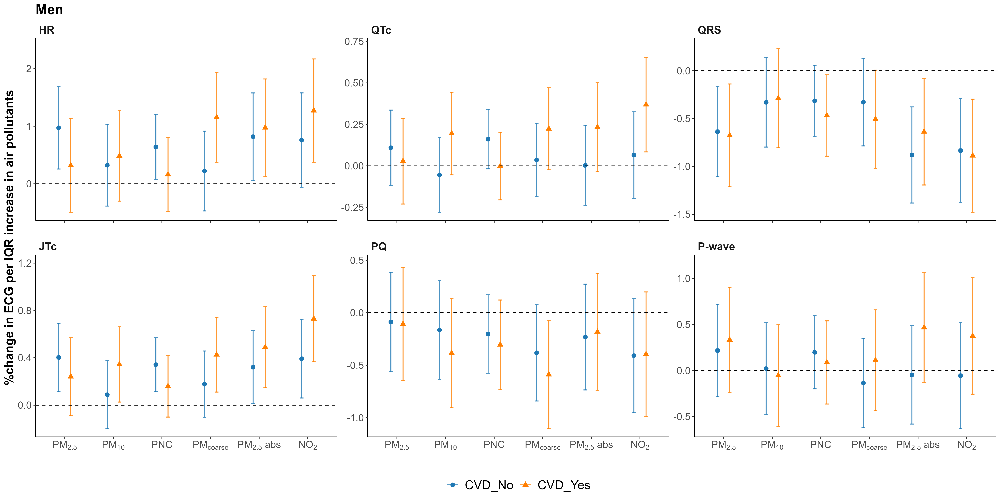 Men
%change in ECG per IQR increase in air pollutants
HR
2
1
0
QTc
0.75
0.50
0.25
0.00
-0.25
QRS
0.0
-0.5
-1.0
-1.5
JTc
1.2
0.8
0.4
0.0
PM2.5 PM10 PNC PMcoarse PM2.5 abs NO2
PQ
0.5
0.0
-0.5
-1.0
PM2.5 PM10 PNC PMcoarse PM2.5 abs NO2
P-wave
1.0
0.5
0.0
-0.5
PM2.5 PM10 PNC PMcoarse PM2.5 abs NO2
CVD_No CVD_Yes